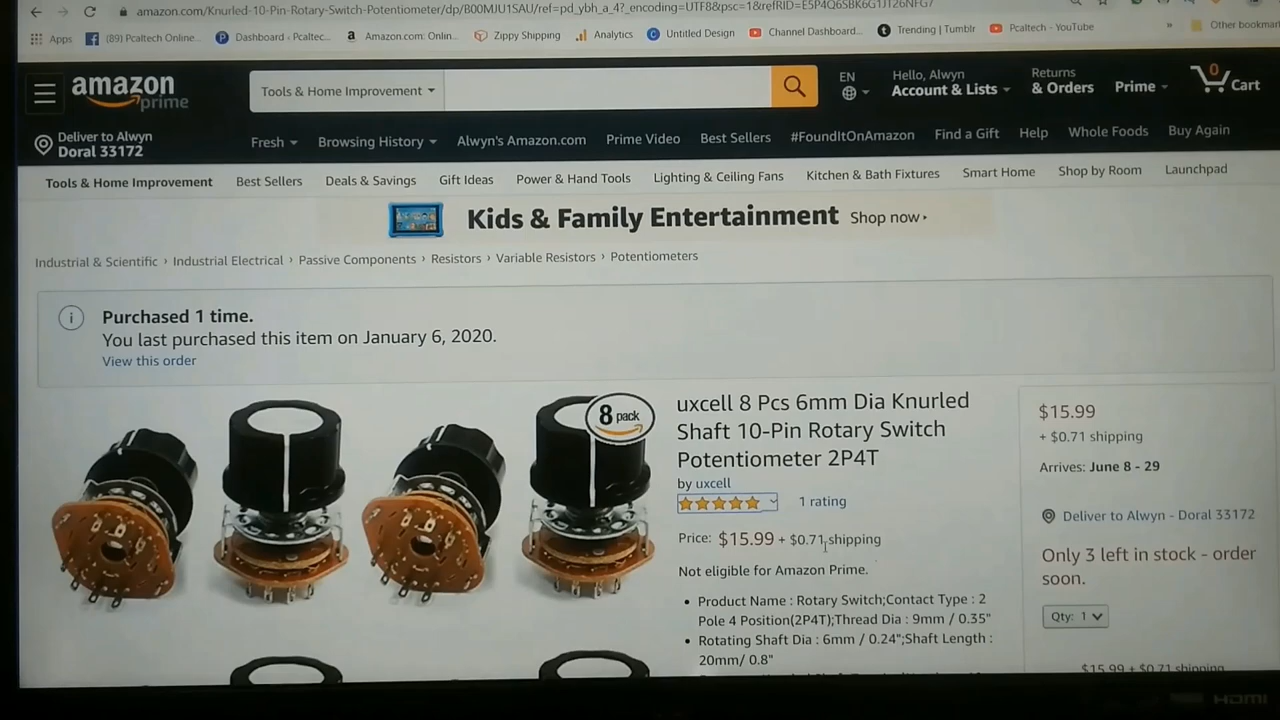 amazon.com/Knurled-10-Pin-Rotary-Switch-Potentiometer/dp/B00MJU1SAU/ref=pd_ybh_a_4?_encoding=UTF8&psc=1&refRID=E5P4Q6SBK6G1J126NFG7
Apps (89) Pcaltech Online... Dashboard ‹ Pcaltec... Amazon.com: Onlin... Zippy Shipping Analytics Untitled Design Channel Dashboard... Trending | Tumblr Pcaltech - YouTube » Other bookmar
amazon prime
Tools & Home Improvement
EN
Hello, Alwyn
Account & Lists
Returns
& Orders
Prime
0
Cart
Deliver to Alwyn
Doral 33172
Fresh Browsing History Alwyn's Amazon.com Prime Video Best Sellers #FoundItOnAmazon Find a Gift Help Whole Foods Buy Again
Tools & Home Improvement Best Sellers Deals & Savings Gift Ideas Power & Hand Tools Lighting & Ceiling Fans Kitchen & Bath Fixtures Smart Home Shop by Room Launchpad
Kids & Family Entertainment Shop now ›
Industrial & Scientific › Industrial Electrical › Passive Components › Resistors › Variable Resistors › Potentiometers
i
Purchased 1 time.
You last purchased this item on January 6, 2020.
View this order
8 pack
uxcell 8 Pcs 6mm Dia Knurled
Shaft 10-Pin Rotary Switch
Potentiometer 2P4T
by uxcell
1 rating
Price: $15.99 + $0.71 shipping
Not eligible for Amazon Prime.
• Product Name : Rotary Switch;Contact Type : 2
Pole 4 Position(2P4T);Thread Dia : 9mm / 0.35"
• Rotating Shaft Dia : 6mm / 0.24";Shaft Length :
20mm/ 0.8"
$15.99
+ $0.71 shipping
Arrives: June 8 - 29
Deliver to Alwyn - Doral 33172
Only 3 left in stock - order
soon.
Qty: 1
$15.99 + $0.71 shipping
HDMI